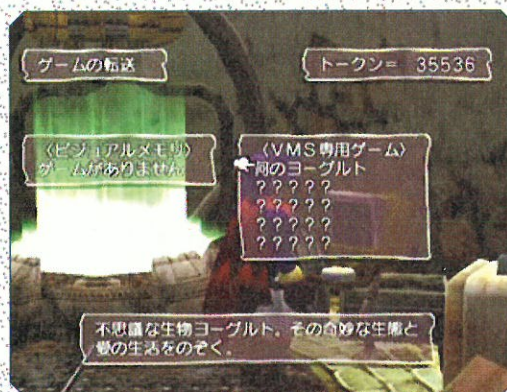 ゲームの転送
トークン= 35536
〈ビジュアルメモリ〉
ゲームがありません
〈VMS専用ゲーム〉
何のヨーグルト
?????
?????
?????
?????
不思議な生物ヨーグルト。その奇妙な生態と
愛の生活をのぞく。